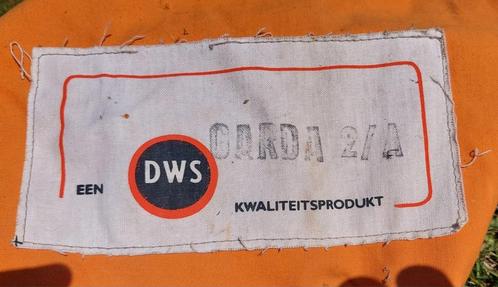 GARDA 2/A
DWS
EEN
KWALITEITSPRODUKT